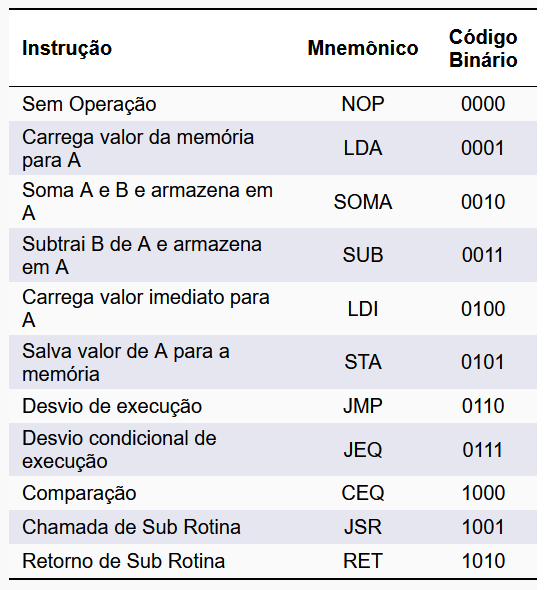 Instrução Mnemônico Código Binário
Sem Operação NOP 0000
Carrega valor da memória
para A LDA 0001
Soma A e B e armazena em
A SOMA 0010
Subtrai B de A e armazena
em A SUB 0011
Carrega valor imediato para
A LDI 0100
Salva valor de A para a
memória STA 0101
Desvio de execução JMP 0110
Desvio condicional de
execução JEQ 0111
Comparação CEQ 1000
Chamada de Sub Rotina JSR 1001
Retorno de Sub Rotina RET 1010